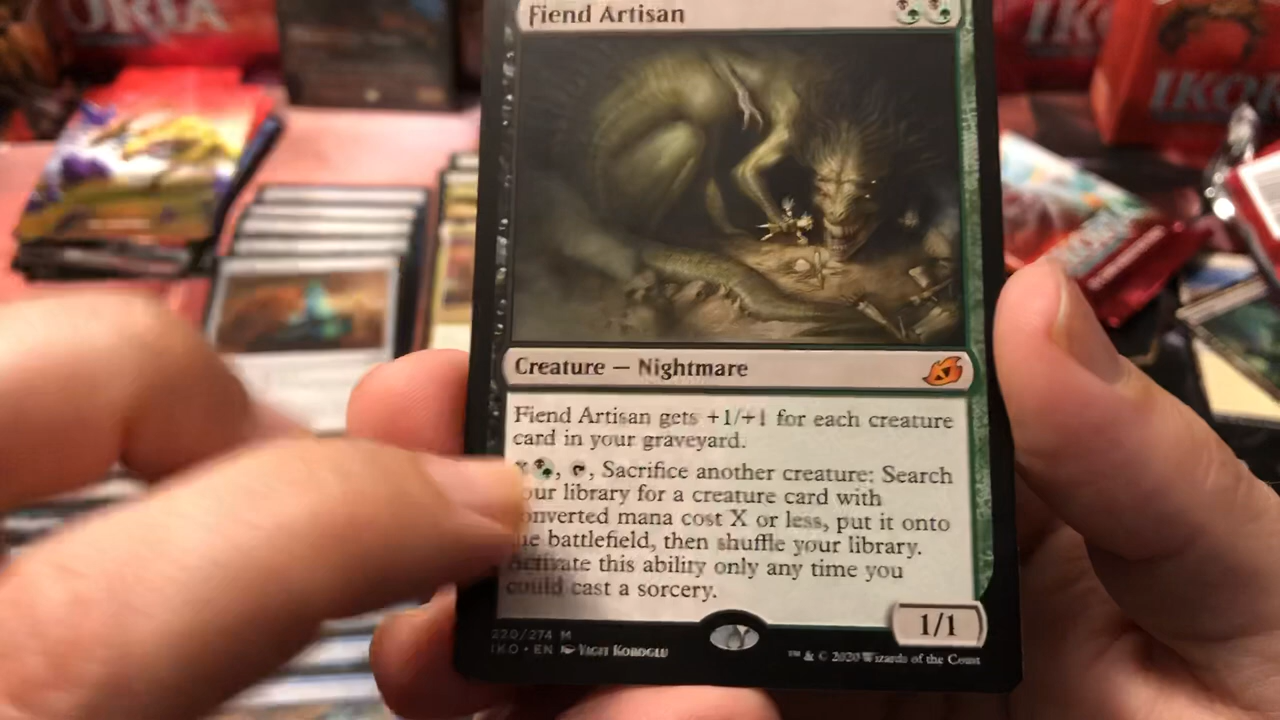 IKO
IKO
Fiend Artisan
Creature — Nightmare
Fiend Artisan gets +1/+1 for each creature
card in your graveyard.
, , Sacrifice another creature: Search
our library for a creature card with
onverted mana cost X or less, put it onto
he battlefield, then shuffle your library.
Activate this ability only any time you
could cast a sorcery.
1/1
220/274 M
IKO • EN Yigit Koroglu
™ & © 2020 Wizards of the Coast